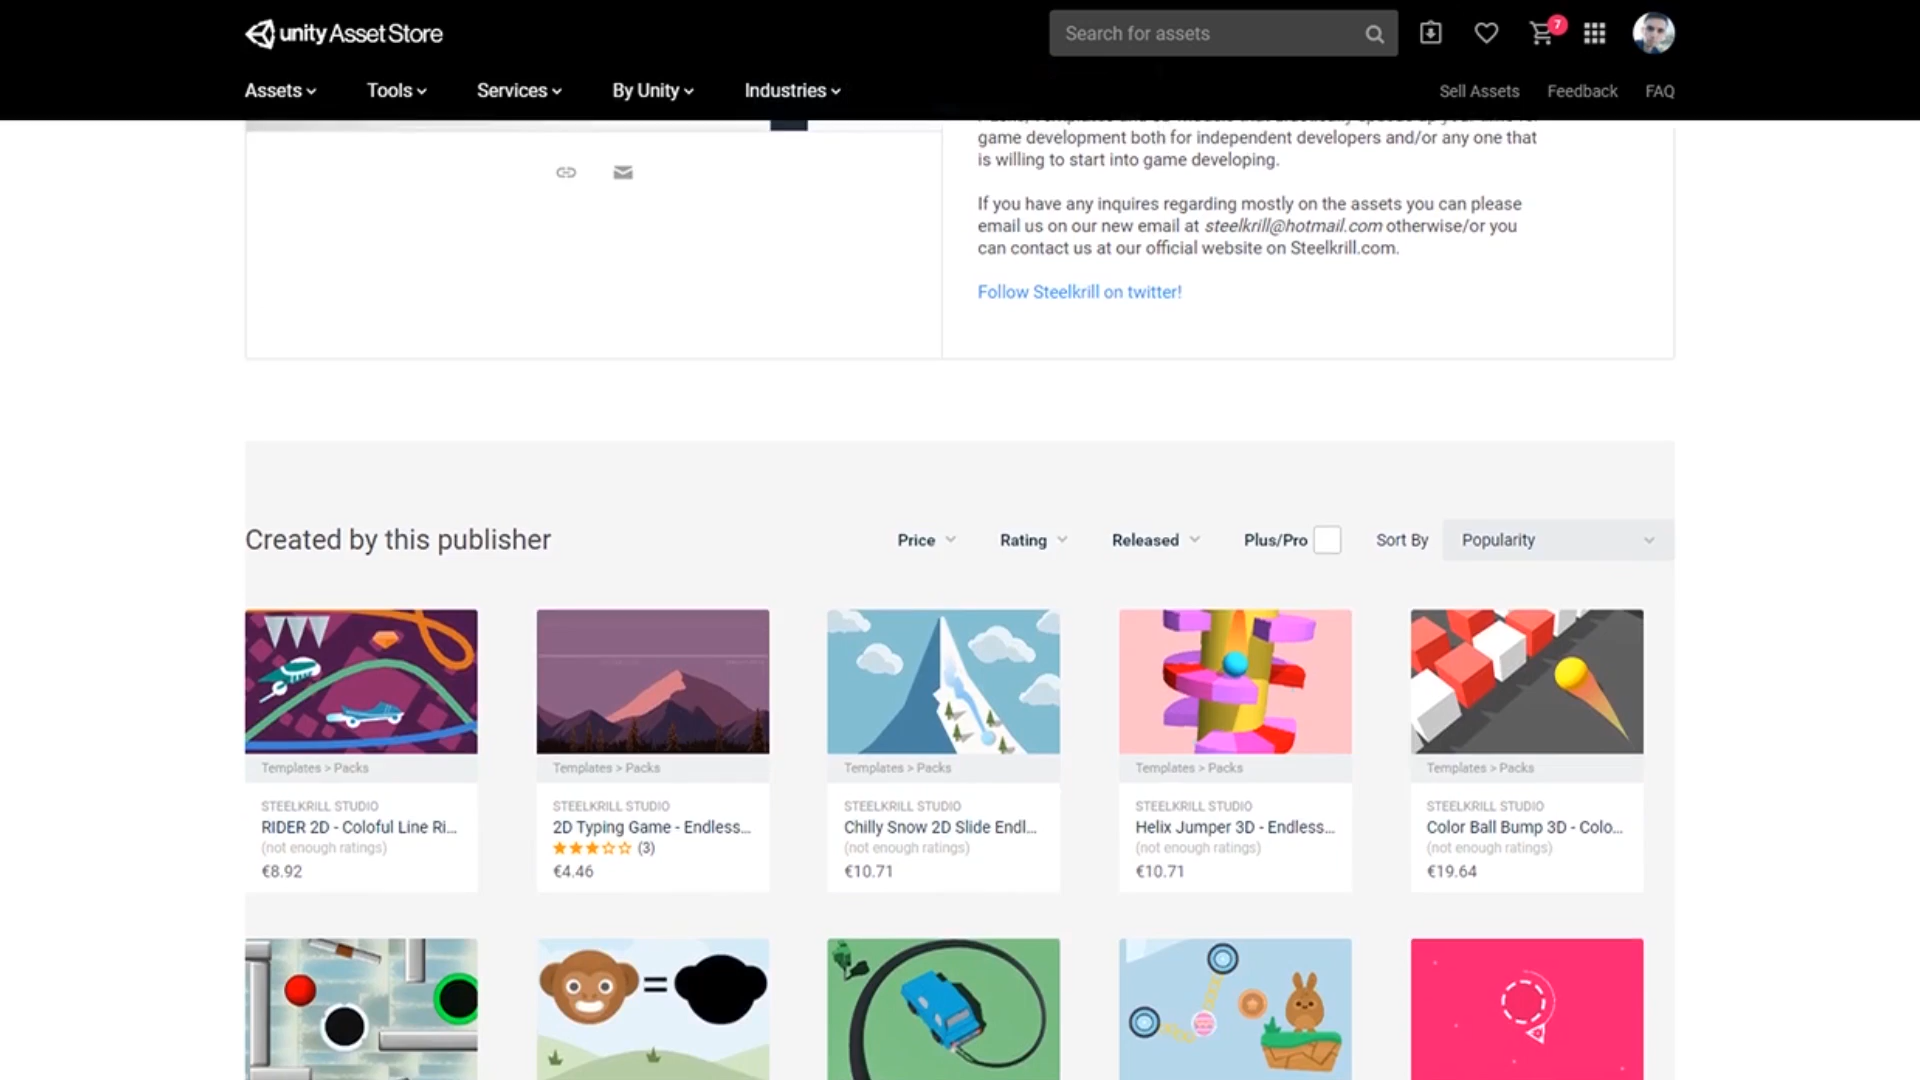 unity Asset Store
Search for assets
7
Assets
Tools
Services
By Unity
Industries
Sell Assets
Feedback
FAQ
game development both for independent developers and/or any one that
is willing to start into game developing.
If you have any inquires regarding mostly on the assets you can please
email us on our new email at steelkrill@hotmail.com otherwise/or you
can contact us at our official website on Steelkrill.com.
Follow Steelkrill on twitter!
Created by this publisher
Price
Rating
Released
Plus/Pro
Sort By
Popularity
Templates > Packs
STEELKRILL STUDIO
RIDER 2D - Coloful Line Ri...
(not enough ratings)
€8.92
Templates > Packs
STEELKRILL STUDIO
2D Typing Game - Endless...
(3)
€4.46
Templates > Packs
STEELKRILL STUDIO
Chilly Snow 2D Slide Endl...
(not enough ratings)
€10.71
Templates > Packs
STEELKRILL STUDIO
Helix Jumper 3D - Endless...
(not enough ratings)
€10.71
Templates > Packs
STEELKRILL STUDIO
Color Ball Bump 3D - Colo...
(not enough ratings)
€19.64